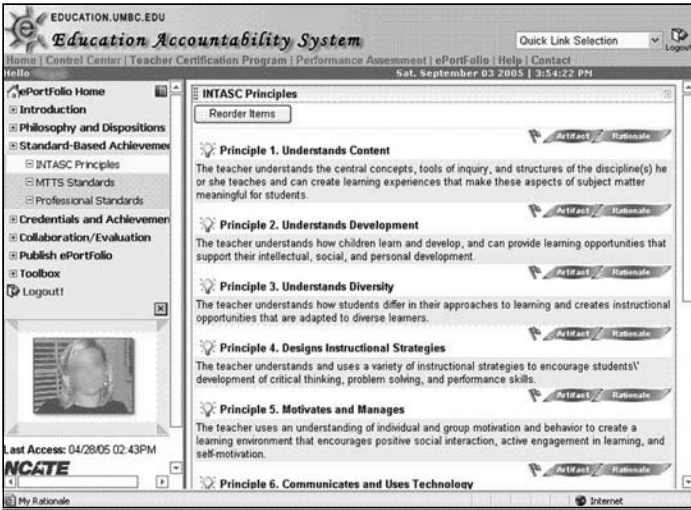 EDUCATION.UMBC.EDU
Education Accountability System
Quick Link Selection
Logout
Home | Control Center | Teacher Certification Program | Performance Assessment | ePortFolio | Help | Contact
Hello
Sat. September 03 2005 | 3:54:22 PM
ePortFolio Home
Introduction
Philosophy and Dispositions
Standard-Based Achievemen
INTASC Principles
MTTS Standards
Professional Standards
Credentials and Achievemen
Collaboration/Evaluation
Publish ePortFolio
Toolbox
Logout!
Last Access: 04/28/05 02:43PM
NCATE
INTASC Principles
Reorder Items
Artifact Rationale
Principle 1. Understands Content
The teacher understands the central concepts, tools of inquiry, and structures of the discipline(s) he
or she teaches and can create learning experiences that make these aspects of subject matter
meaningful for students.
Artifact Rationale
Principle 2. Understands Development
The teacher understands how children learn and develop, and can provide learning opportunities that
support their intellectual, social, and personal development.
Artifact Rationale
Principle 3. Understands Diversity
The teacher understands how students differ in their approaches to learning and creates instructional
opportunities that are adapted to diverse learners.
Artifact Rationale
Principle 4. Designs Instructional Strategies
The teacher understands and uses a variety of instructional strategies to encourage students\'
development of critical thinking, problem solving, and performance skills.
Artifact Rationale
Principle 5. Motivates and Manages
The teacher uses an understanding of individual and group motivation and behavior to create a
learning environment that encourages positive social interaction, active engagement in learning, and
self-motivation.
Artifact Rationale
Principle 6. Communicates and Uses Technology
My Rationale
Internet